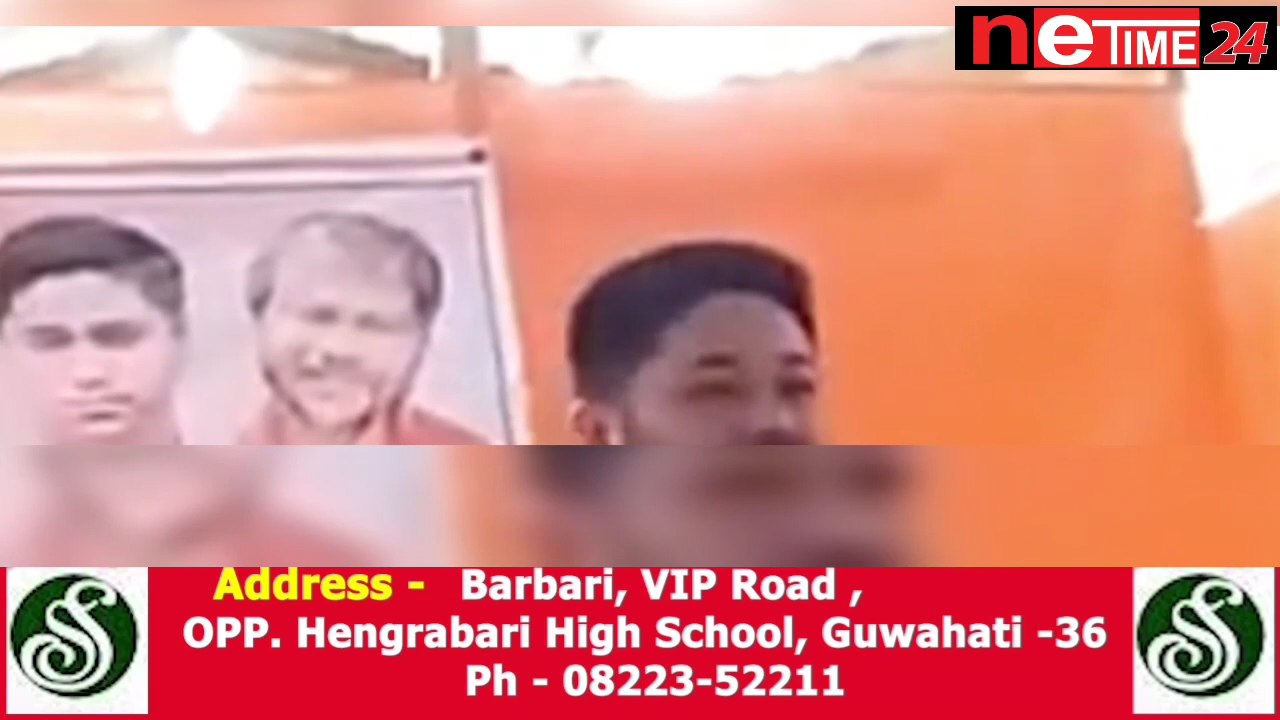 neTIME24
Address - Barbari, VIP Road ,
OPP. Hengrabari High School, Guwahati -36
Ph - 08223-52211